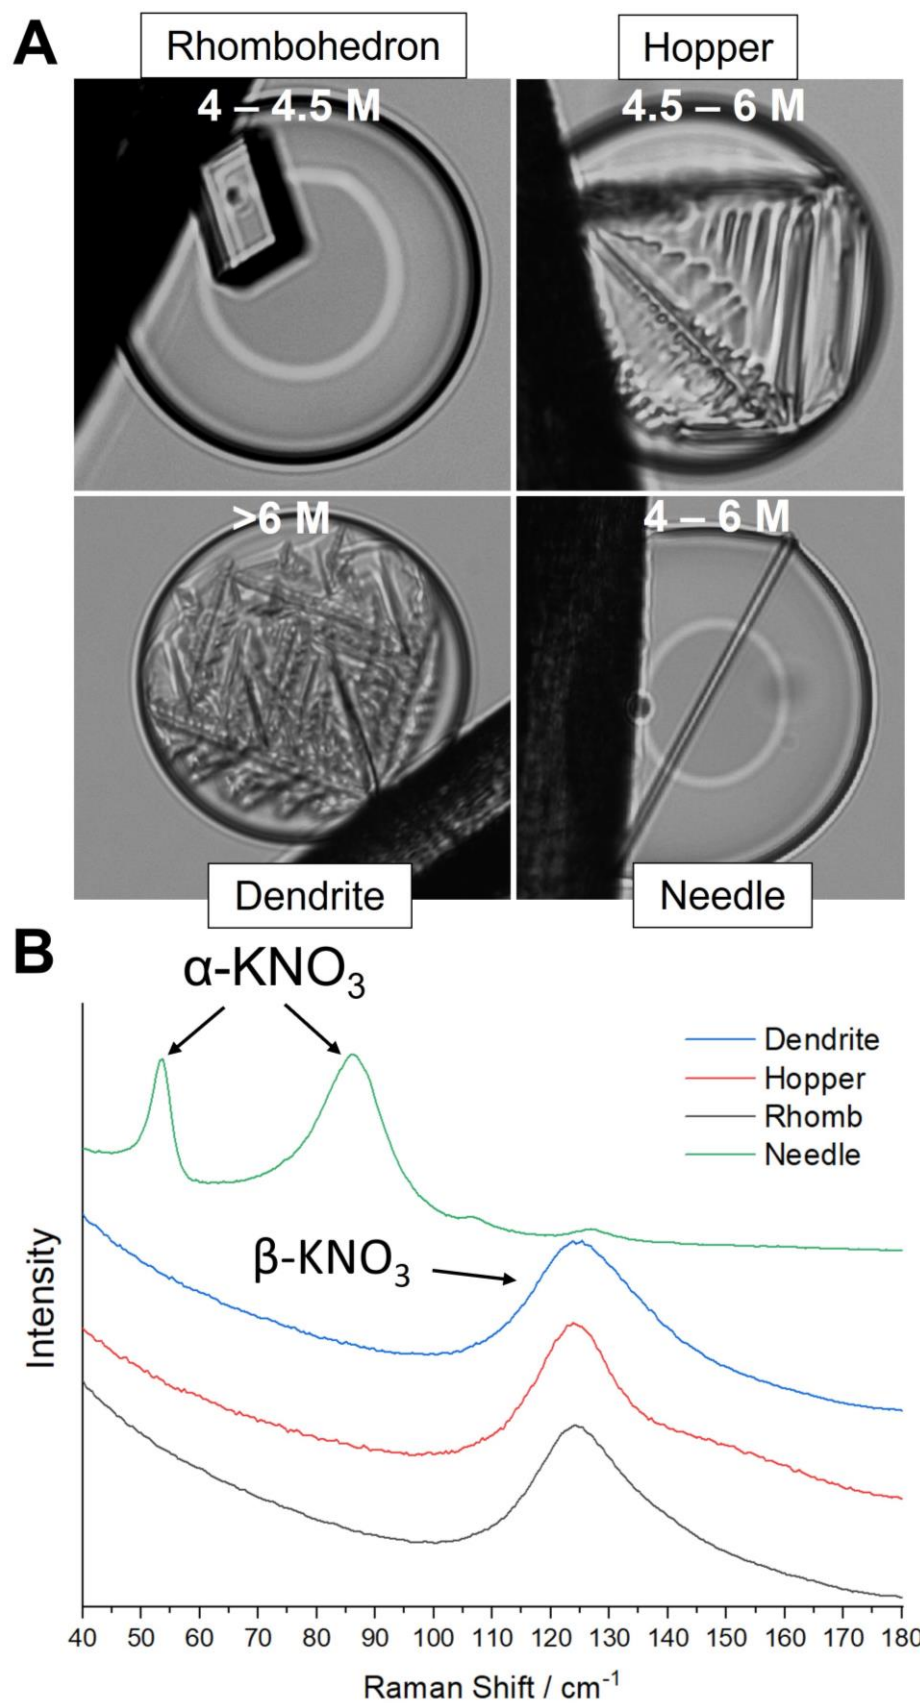 A
Rhombohedron
Hopper
4 – 4.5 M
4.5 – 6 M
>6 M
4 – 6 M
Dendrite
Needle
B
α-KNO₃
Dendrite
Hopper
Rhomb
Needle
β-KNO₃
Intensity
40 50 60 70 80 90 100 110 120 130 140 150 160 170 180
Raman Shift / cm⁻¹